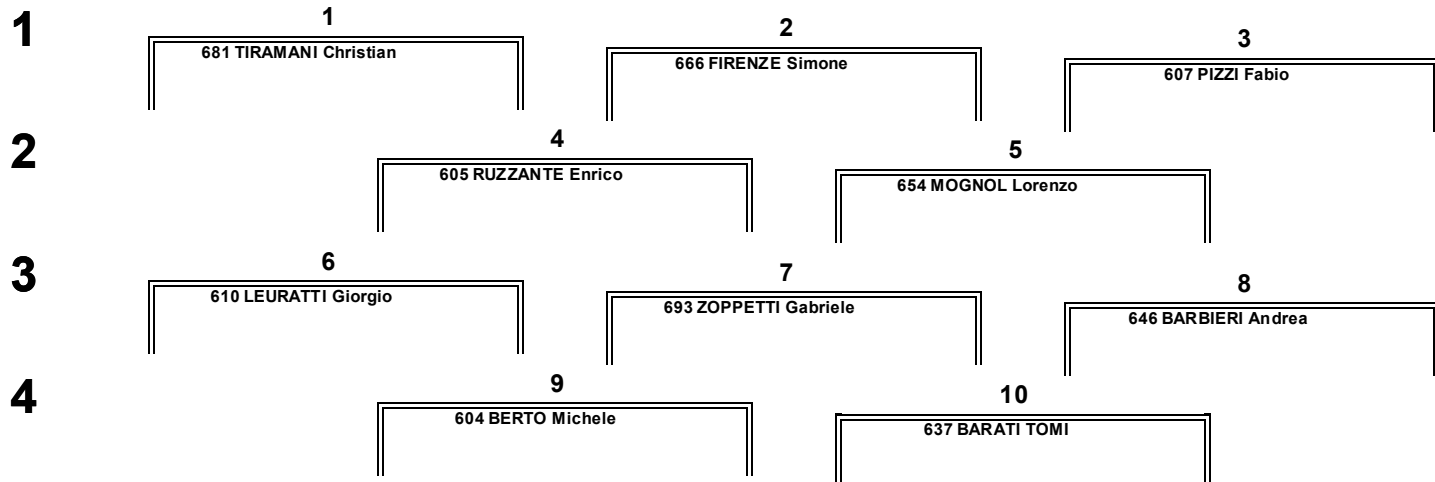 1
1
2
3
681 TIRAMANI Christian
666 FIRENZE Simone
607 PIZZI Fabio
2
4
5
605 RUZZANTE Enrico
654 MOGNOL Lorenzo
3
6
7
8
610 LEURATTI Giorgio
693 ZOPPETTI Gabriele
646 BARBIERI Andrea
4
9
10
604 BERTO Michele
637 BARATI TOMI